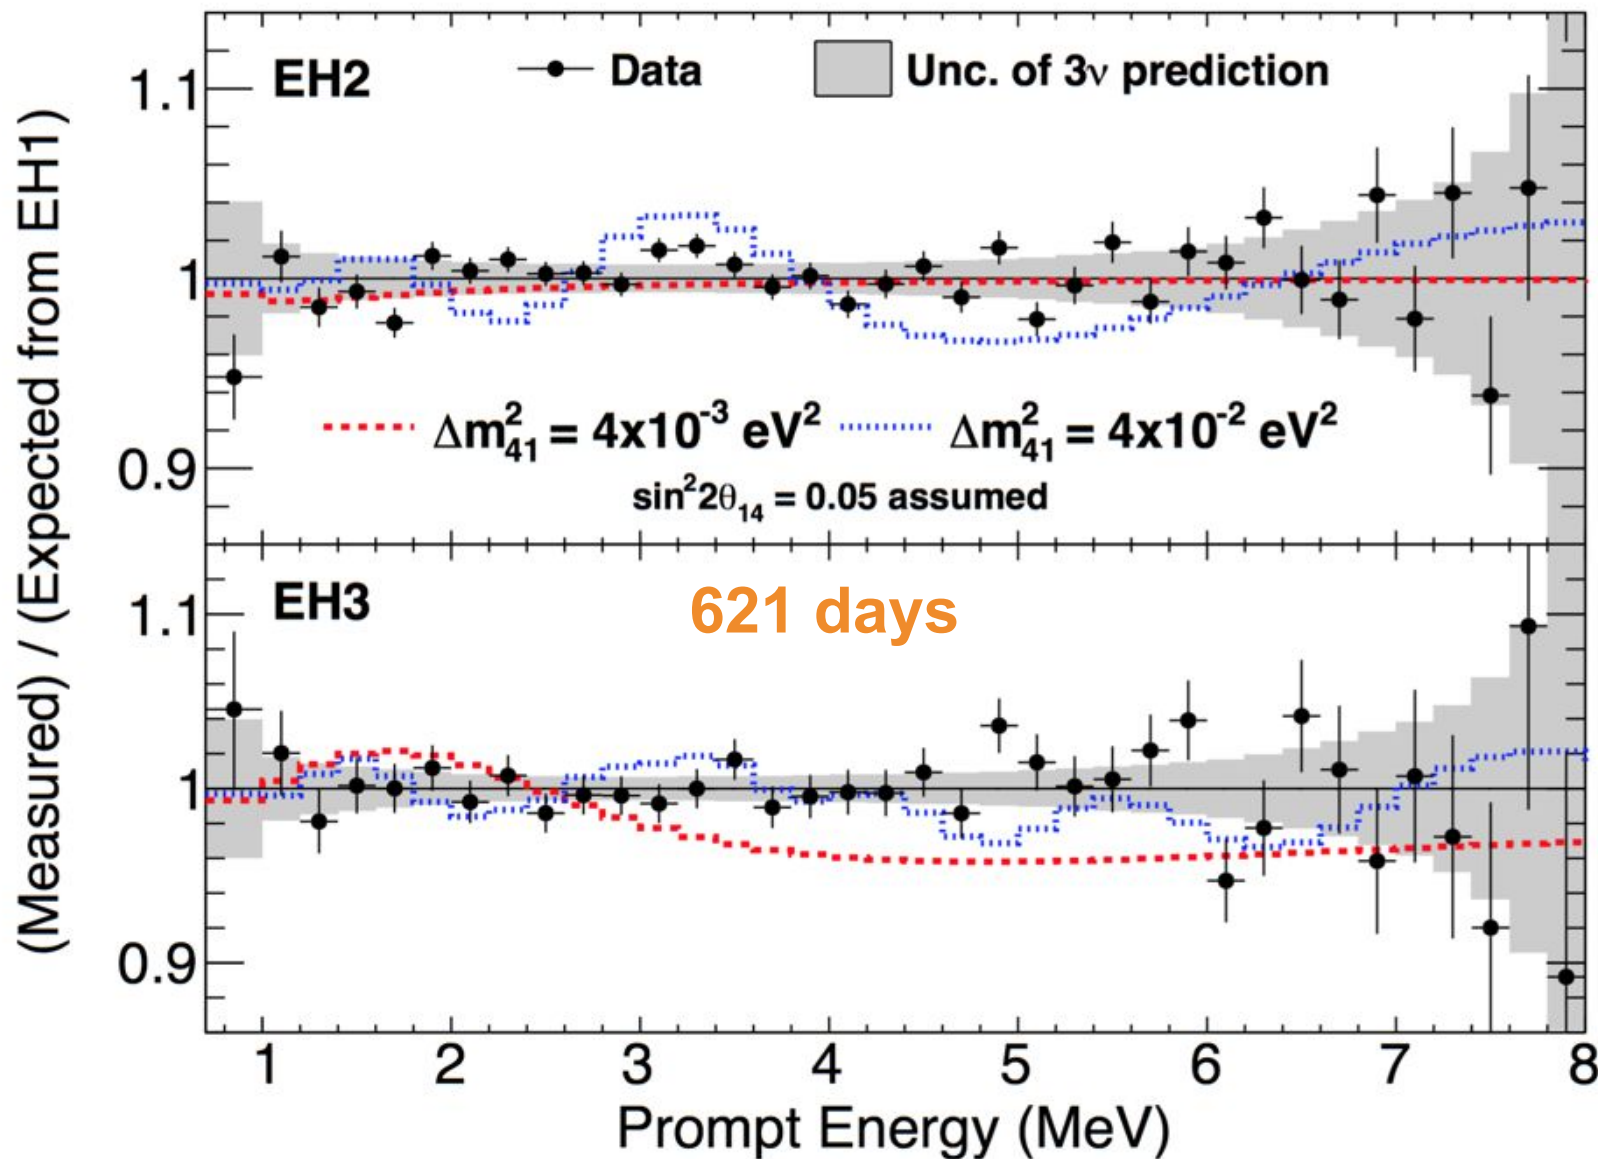 (Measured) / (Expected from EH1)
EH2
Data
Unc. of 3ν prediction
1.1
1
0.9
Δm²₄₁ = 4x10⁻³ eV²
Δm²₄₁ = 4x10⁻² eV²
sin²2θ₁₄ = 0.05 assumed
EH3
621 days
1.1
1
0.9
1 2 3 4 5 6 7 8
Prompt Energy (MeV)